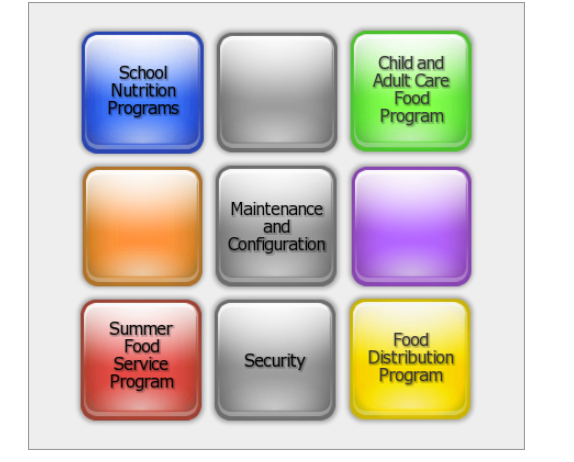 School
Nutrition
Programs
Child and
Adult Care
Food
Program
Maintenance
and
Configuration
Summer
Food
Service
Program
Security
Food
Distribution
Program